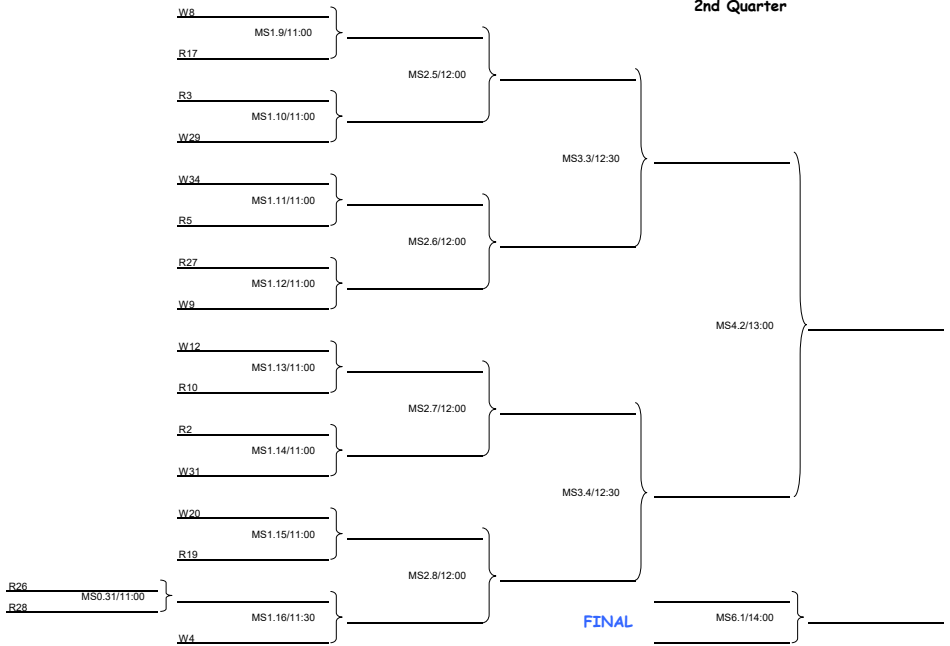 2nd Quarter
W8
MS1.9/11:00
R17
MS2.5/12:00
R3
MS1.10/11:00
W29
MS3.3/12:30
W34
MS1.11/11:00
R5
MS2.6/12:00
R27
MS1.12/11:00
W9
MS4.2/13:00
W12
MS1.13/11:00
R10
MS2.7/12:00
R2
MS1.14/11:00
W31
MS3.4/12:30
W20
MS1.15/11:00
R19
MS2.8/12:00
R26
MS0.31/11:00
R28
MS1.16/11:30
W4
FINAL
MS6.1/14:00